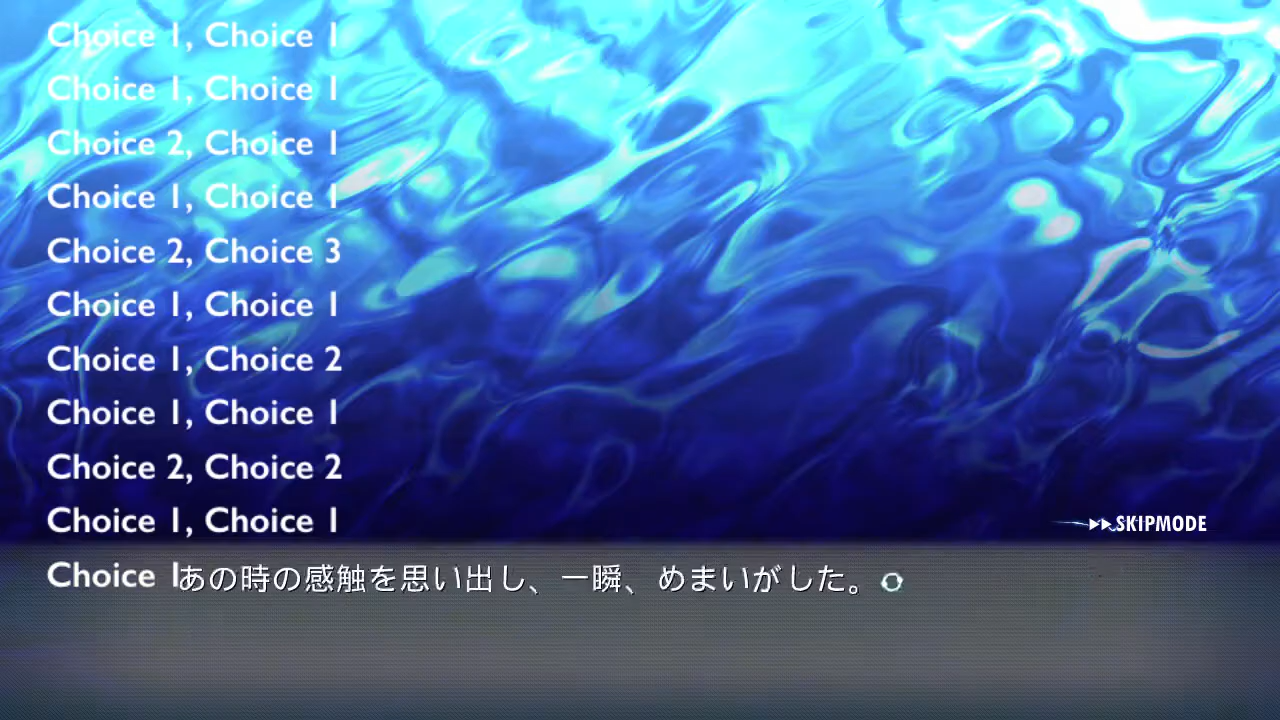 Choice 1, Choice 1
Choice 1, Choice 1
Choice 2, Choice 1
Choice 1, Choice 1
Choice 2, Choice 3
Choice 1, Choice 1
Choice 1, Choice 2
Choice 1, Choice 1
Choice 2, Choice 2
Choice 1, Choice 1
SKIPMODE
Choice 1
あの時の感触を思い出し、一瞬、めまいがした。